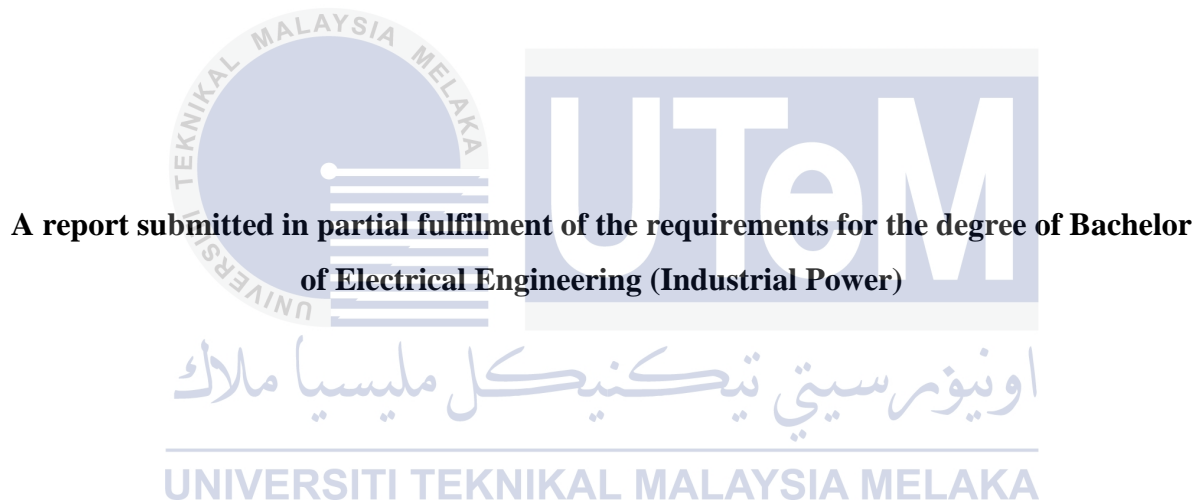 UNIVERSITI TEKNIKAL MALAYSIA MELAKA
UTeM
A report submitted in partial fulfilment of the requirements for the degree of Bachelor
of Electrical Engineering (Industrial Power)
اونيۏرسيتي تيكنيكل مليسيا ملاك
UNIVERSITI TEKNIKAL MALAYSIA MELAKA